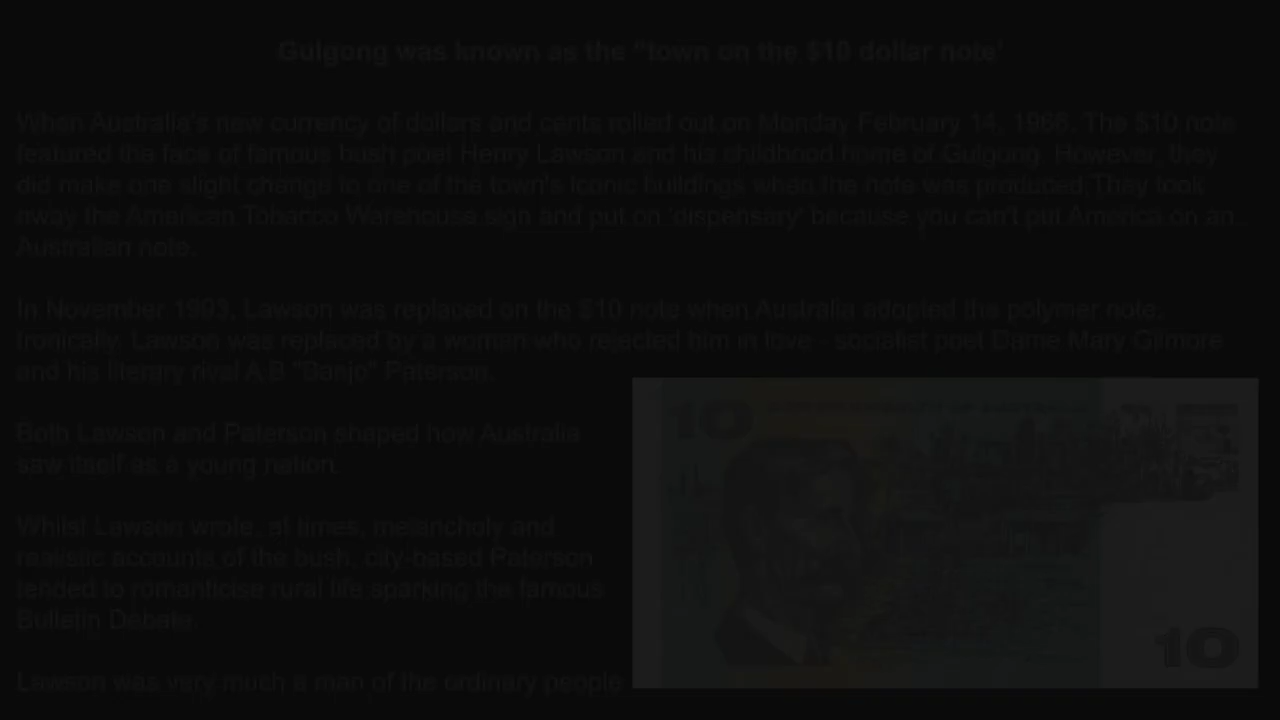 Gulgong was known as the "town on the $10 dollar note'
When Australia's new currency of dollars and cents rolled out on Monday February 14, 1966. The $10 note
featured the face of famous bush poet Henry Lawson and his childhood home of Gulgong. However, they
did make one slight change to one of the town's iconic buildings when the note was produced.They took
away the American Tobacco Warehouse sign and put on 'dispensary' because you can't put America on an
Australian note.
In November 1993, Lawson was replaced on the $10 note when Australia adopted the polymer note.
Ironically, Lawson was replaced by a woman who rejected him in love - socialist poet Dame Mary Gilmore
and his literary rival A B "Banjo" Paterson.
Both Lawson and Paterson shaped how Australia
saw itself as a young nation.
Whilst Lawson wrote, at times, melancholy and
realistic accounts of the bush, city-based Paterson
tended to romanticise rural life sparking the famous
Bulletin Debate.
Lawson was very much a man of the ordinary people
10
OF AUSTRALIA
10